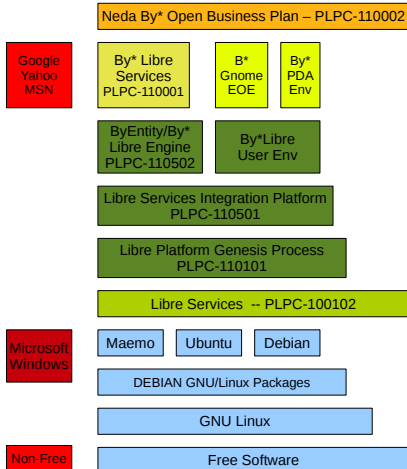 Neda By* Open Business Plan – PLPC-110002
Google
Yahoo
MSN
By* Libre
Services
PLPC-110001
B*
Gnome
EOE
By*
PDA
Env
ByEntity/By*
Libre Engine
PLPC-110502
By*Libre
User Env
Libre Services Integration Platform
PLPC-110501
Libre Platform Genesis Process
PLPC-110101
Libre Services -- PLPC-100102
Microsoft
Windows
Maemo
Ubuntu
Debian
DEBIAN GNU/Linux Packages
GNU Linux
Non-Free
Free Software